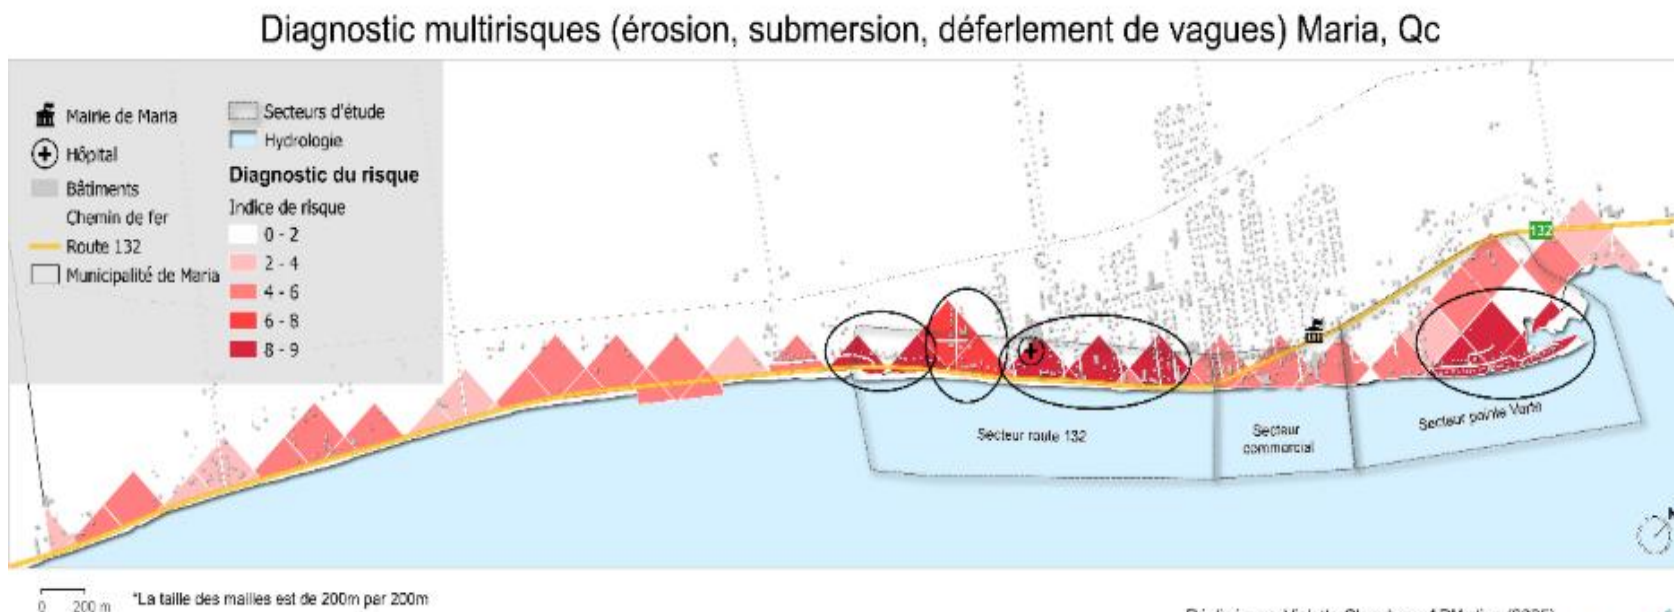 Diagnostic multirisques (érosion, submersion, déferlement de vagues) Maria, Qc
Mairie de Maria
Hôpital
Bâtiments
Chemin de fer
Route 132
Municipalité de Maria
Secteurs d'étude
Hydrologie
Diagnostic du risque
Indice de risque
0 - 2
2 - 4
4 - 6
6 - 8
8 - 9
132
Secteur route 132
Secteur
commercial
Secteur pointe Verte
N
0 200 m
*La taille des mailles est de 200m par 200m